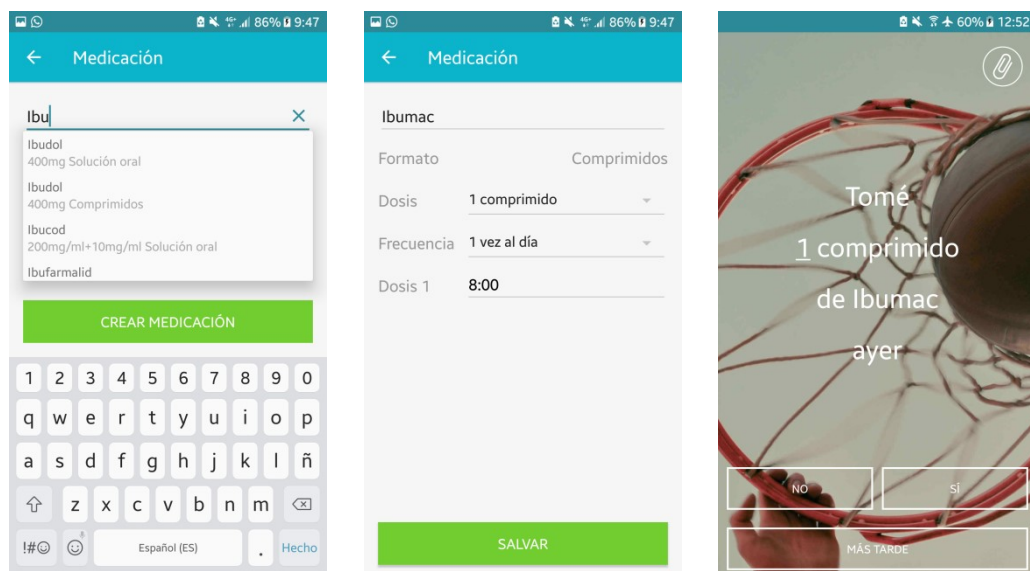 86% 9:47
Medicación
Ibu
Ibudol
400mg Solución oral
Ibudol
400mg Comprimidos
Ibucod
200mg/ml+10mg/ml Solución oral
Ibufarmalid
CREAR MEDICACIÓN
1 2 3 4 5 6 7 8 9 0
q w e r t y u i o p
a s d f g h j k l ñ
z x c v b n m
!#☺ Español (ES) . Hecho
86% 9:47
Medicación
Ibumac
Formato Comprimidos
Dosis 1 comprimido
Frecuencia 1 vez al día
Dosis 1 8:00
SALVAR
60% 12:52
Tomé
1 comprimido
de Ibumac
ayer
NO SÍ
MÁS TARDE